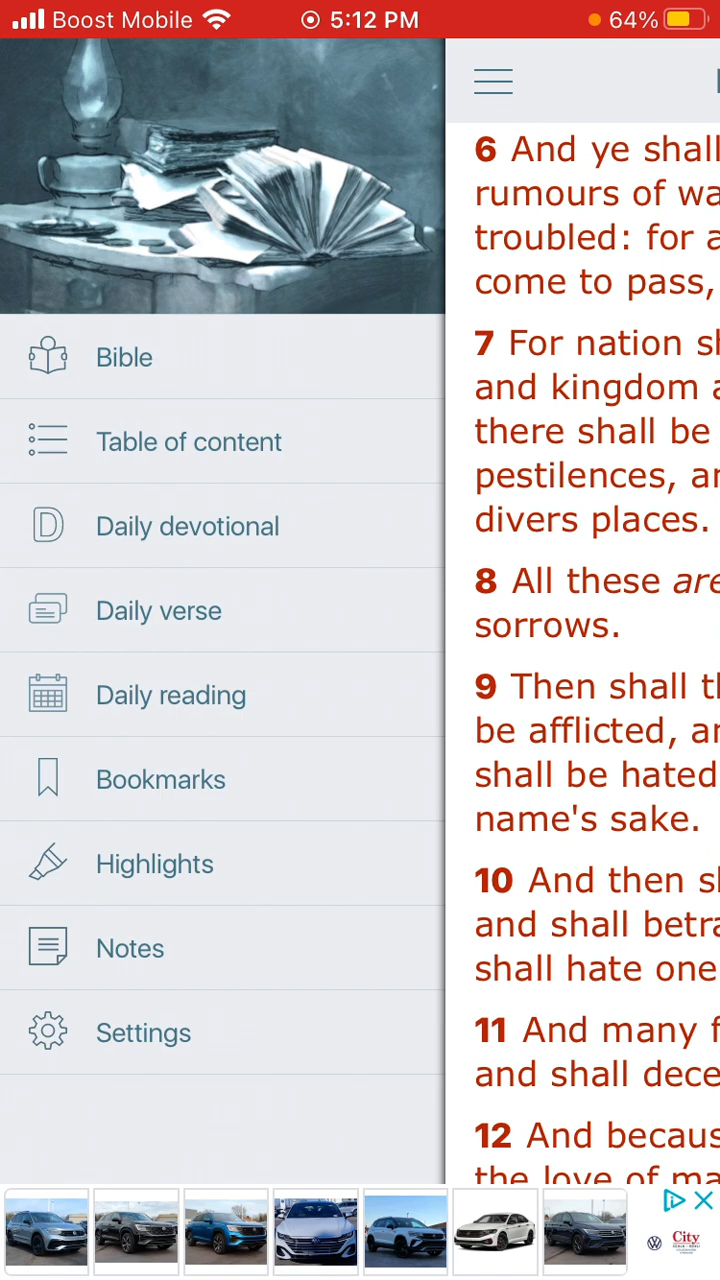 Boost Mobile 5:12 PM 64%
Bible
Table of content
Daily devotional
Daily verse
Daily reading
Bookmarks
Highlights
Notes
Settings
6 And ye shall
rumours of wa
troubled: for a
come to pass,
7 For nation sh
and kingdom a
there shall be
pestilences, an
divers places.
8 All these are
sorrows.
9 Then shall th
be afflicted, an
shall be hated
name's sake.
10 And then sh
and shall betra
shall hate one
11 And many f
and shall dece
12 And becaus
the love of ma
City